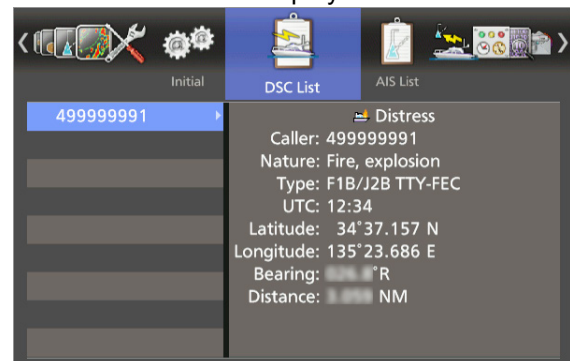 Initial
DSC List
AIS List
499999991
Distress
Caller: 499999991
Nature: Fire, explosion
Type: F1B/J2B TTY-FEC
UTC: 12:34
Latitude: 34°37.157 N
Longitude: 135°23.686 E
Bearing: °R
Distance: NM